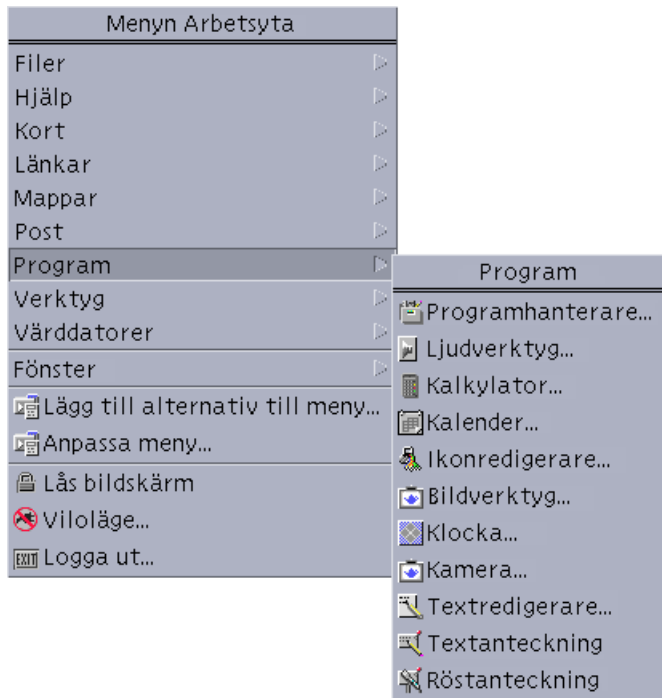 Menyn Arbetsyta
Filer
Hjälp
Kort
Länkar
Mappar
Post
Program
Verktyg
Värddatorer
Fönster
Lägg till alternativ till meny...
Anpassa meny...
Lås bildskärm
Viloläge...
EXIT Logga ut...
Program
Programhanterare...
Ljudverktyg...
Kalkylator...
Kalender...
Ikonredigerare...
Bildverktyg...
Klocka...
Kamera...
Textredigerare...
Textanteckning
Röstanteckning